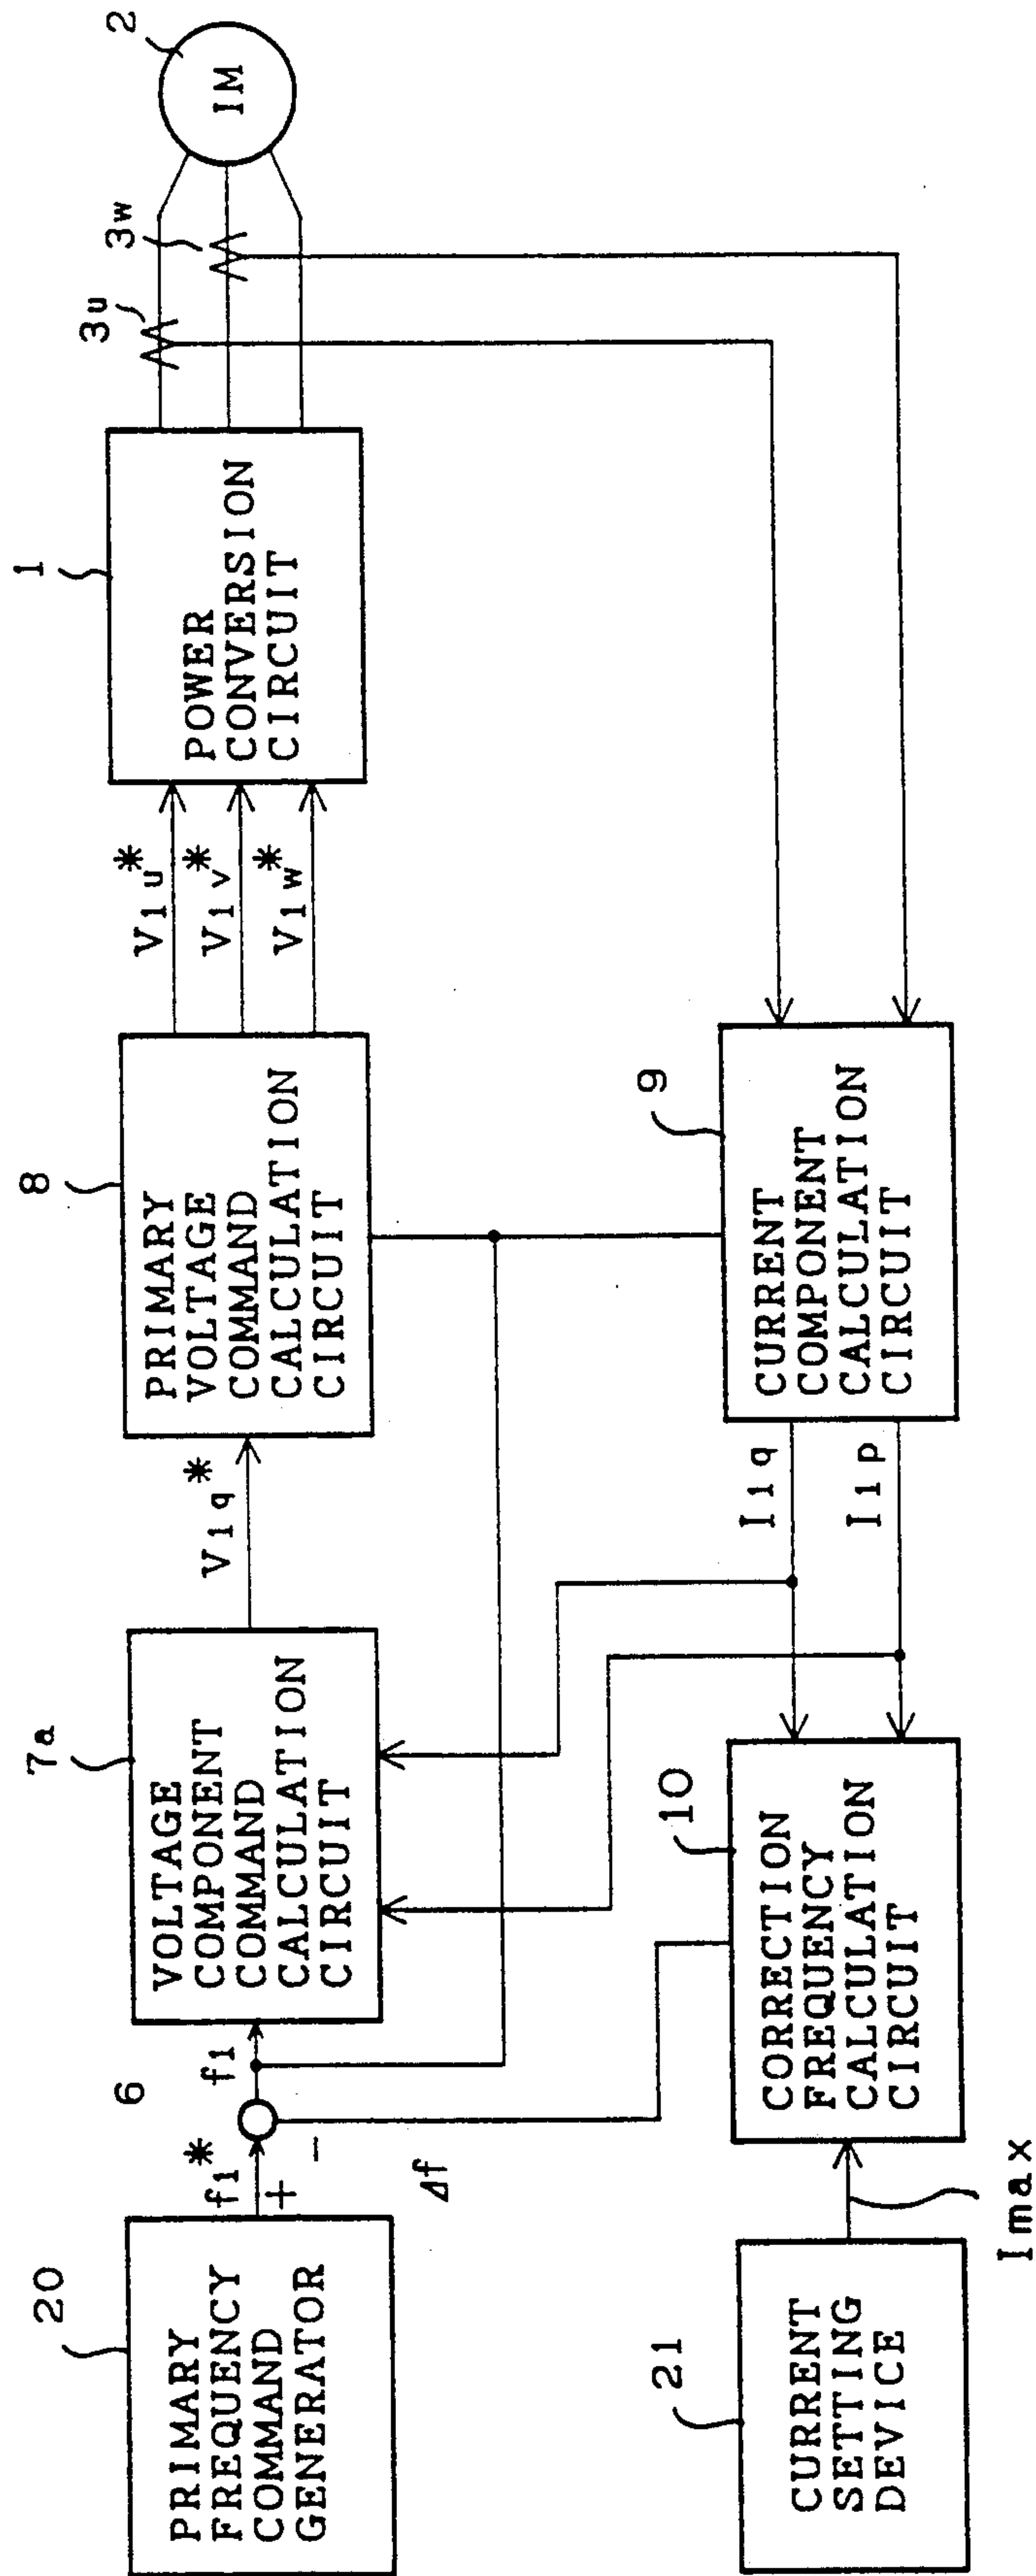 20
PRIMARY
FREQUENCY
COMMAND
GENERATOR
f1*
+
−
6
f1
Δf
7a
VOLTAGE
COMPONENT
COMMAND
CALCULATION
CIRCUIT
V1q*
8
PRIMARY
VOLTAGE
COMMAND
CALCULATION
CIRCUIT
V1u*
V1v*
V1w*
1
POWER
CONVERSION
CIRCUIT
3u
3w
2
IM
21
CURRENT
SETTING
DEVICE
Imax
10
CORRECTION
FREQUENCY
CALCULATION
CIRCUIT
I1q
I1p
9
CURRENT
COMPONENT
CALCULATION
CIRCUIT